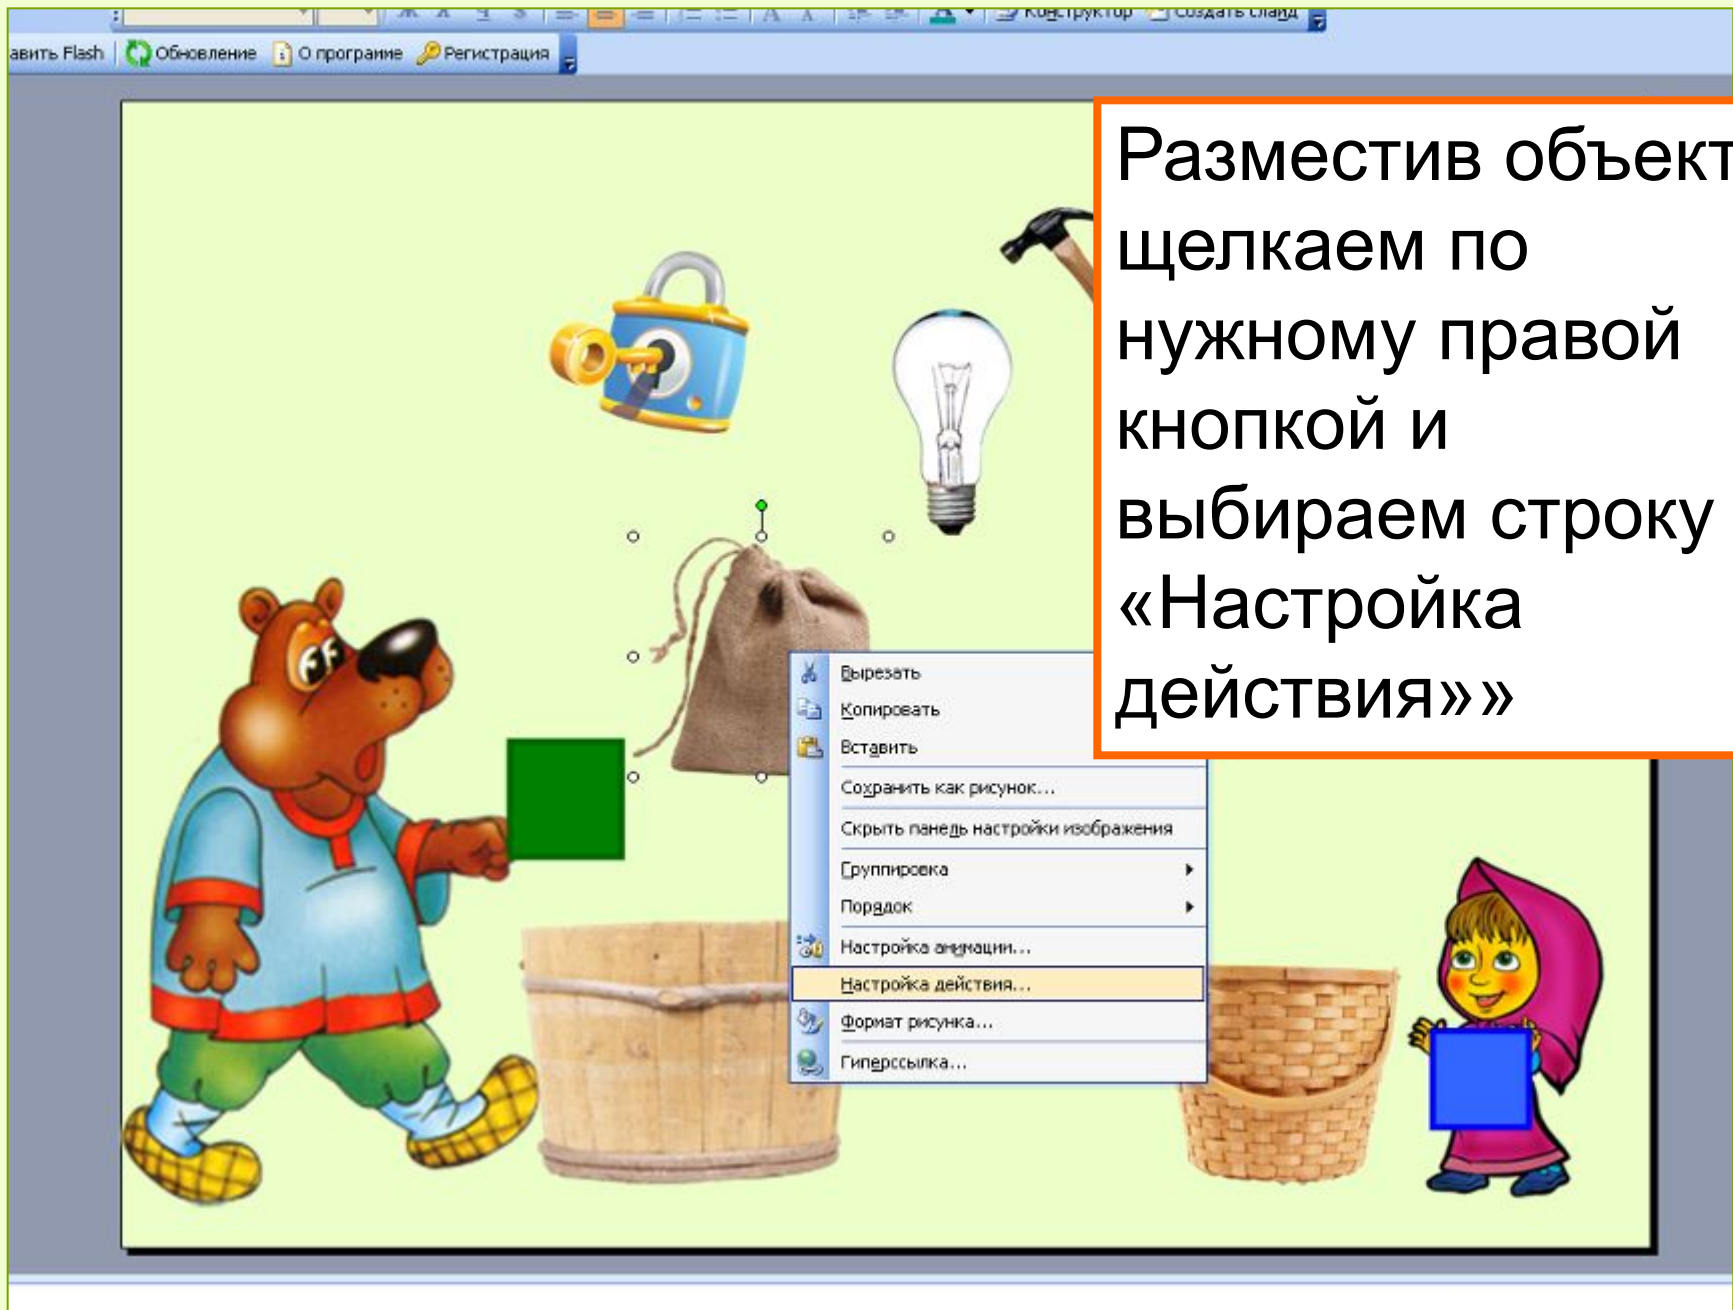 Конструктор Создать слайд
авить Flash Обновление О программе Регистрация
Разместив объект
щелкаем по
нужному правой
кнопкой и
выбираем строку
«Настройка
действия»»
Вырезать
Копировать
Вставить
Сохранить как рисунок...
Скрыть панель настройки изображения
Группировка
Порядок
Настройка анимации...
Настройка действия...
Формат рисунка...
Гиперссылка...